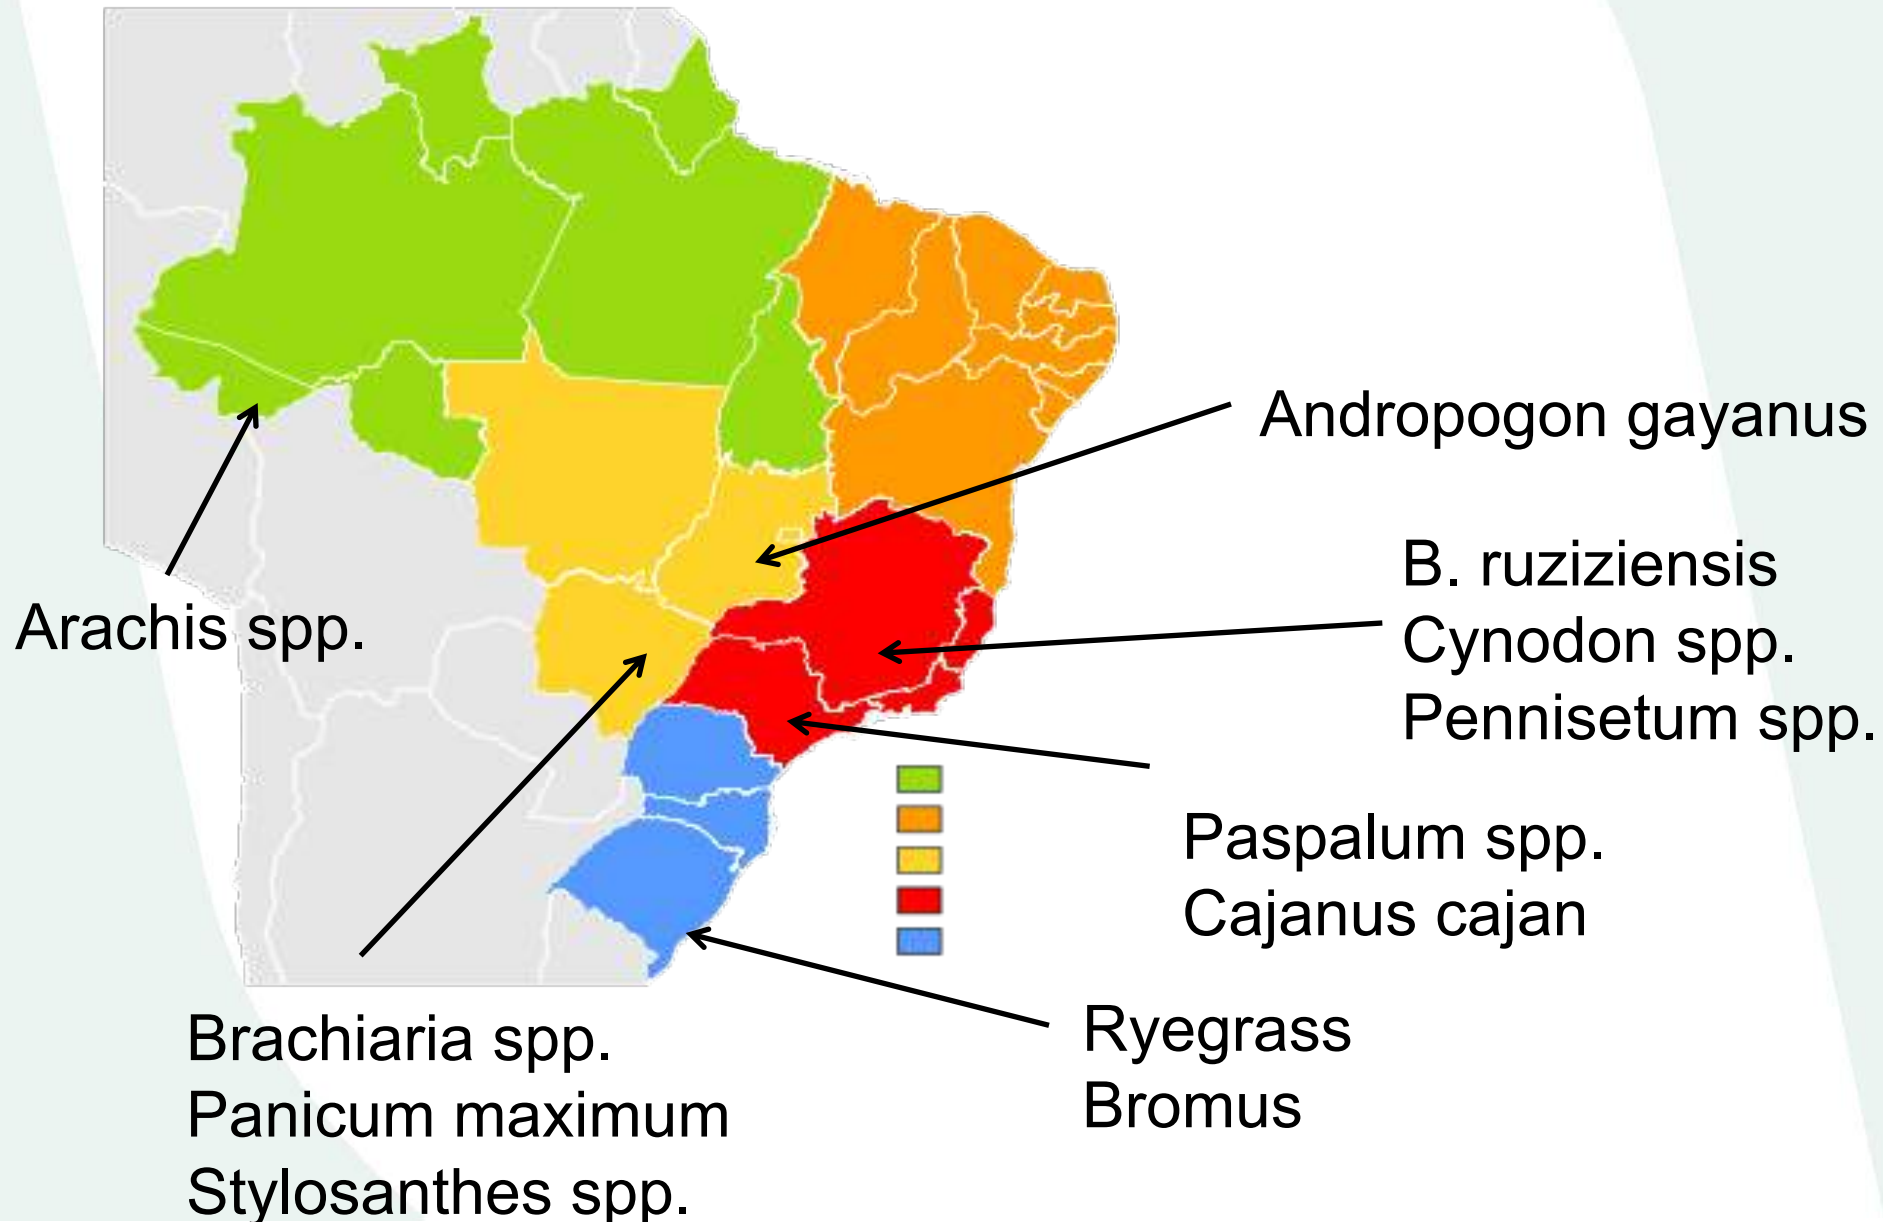 Andropogon gayanus
B. ruziziensis
Cynodon spp.
Pennisetum spp.
Arachis spp.
Paspalum spp.
Cajanus cajan
Ryegrass
Bromus
Brachiaria spp.
Panicum maximum
Stylosanthes spp.